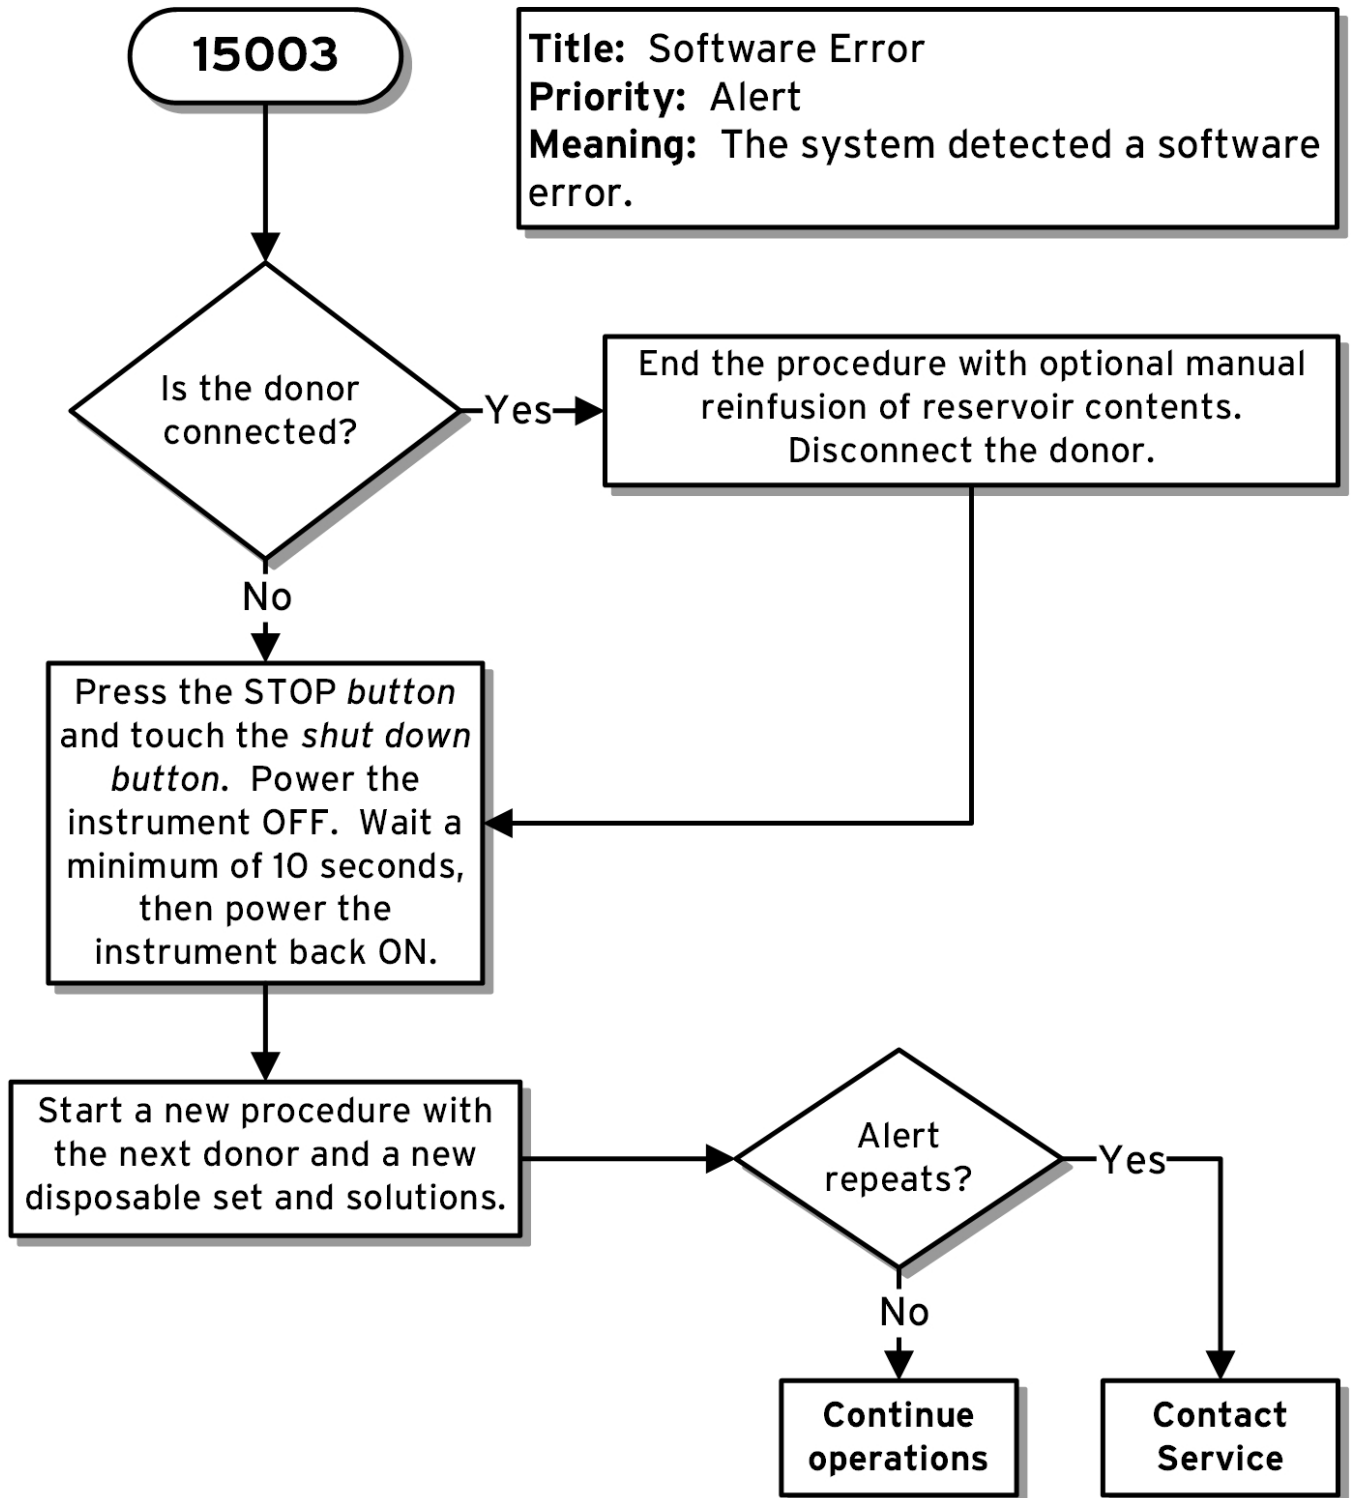 15003
Title: Software Error
Priority: Alert
Meaning: The system detected a software
error.
Is the donor
connected?
Yes
End the procedure with optional manual
reinfusion of reservoir contents.
Disconnect the donor.
No
Press the STOP button
and touch the shut down
button. Power the
instrument OFF. Wait a
minimum of 10 seconds,
then power the
instrument back ON.
Start a new procedure with
the next donor and a new
disposable set and solutions.
Alert
repeats?
Yes
No
Continue
operations
Contact
Service